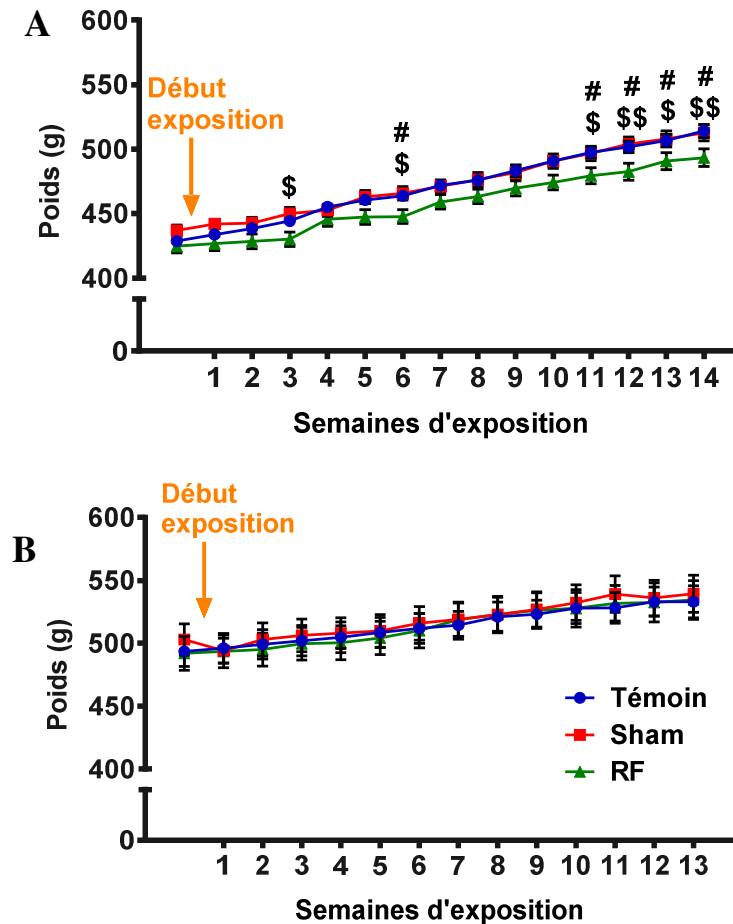 A
600
550
500
450
400
0
Poids (g)
Début
exposition
# # # #
# $ $$ $ $$
$ $
1 2 3 4 5 6 7 8 9 10 11 12 13 14
Semaines d'exposition
B
600
550
500
450
400
0
Poids (g)
Début
exposition
Témoin
Sham
RF
1 2 3 4 5 6 7 8 9 10 11 12 13
Semaines d'exposition